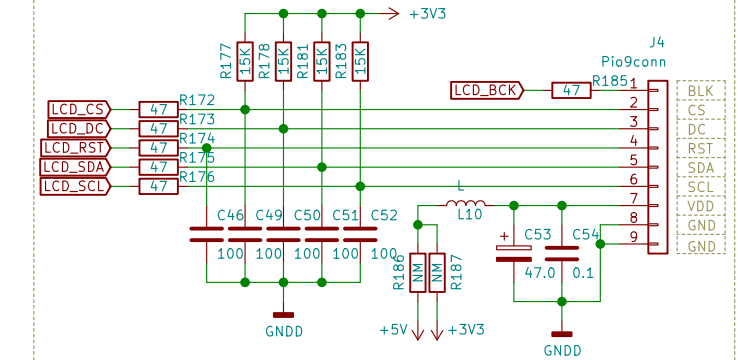 +3V3
R177 15K R178 15K R181 15K R183 15K
J4
Pio9conn
LCD_BCK 47 R185 1 BLK
LCD_CS 47 R172 2 CS
LCD_DC 47 R173 3 DC
LCD_RST 47 R174 4 RST
LCD_SDA 47 R175 5 SDA
LCD_SCL 47 R176 6 SCL
L
L10
7 VDD
8 GND
9 GND
C46 C49 C50 C51 C52
100 100 100 100 100
+ C53 C54
47.0 0.1
R186 NM NM R187
+5V +3V3
GNDD
GNDD